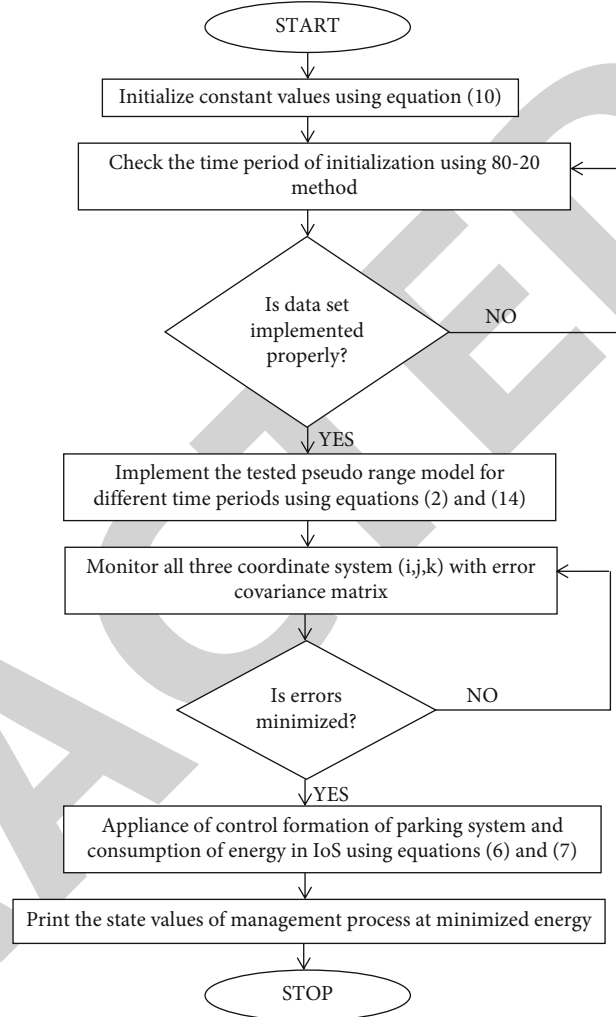 START
Initialize constant values using equation (10)
Check the time period of initialization using 80-20
method
Is data set
implemented
properly?
NO
YES
Implement the tested pseudo range model for
different time periods using equations (2) and (14)
Monitor all three coordinate system (i,j,k) with error
covariance matrix
Is errors
minimized?
NO
YES
Appliance of control formation of parking system and
consumption of energy in IoS using equations (6) and (7)
Print the state values of management process at minimized energy
STOP